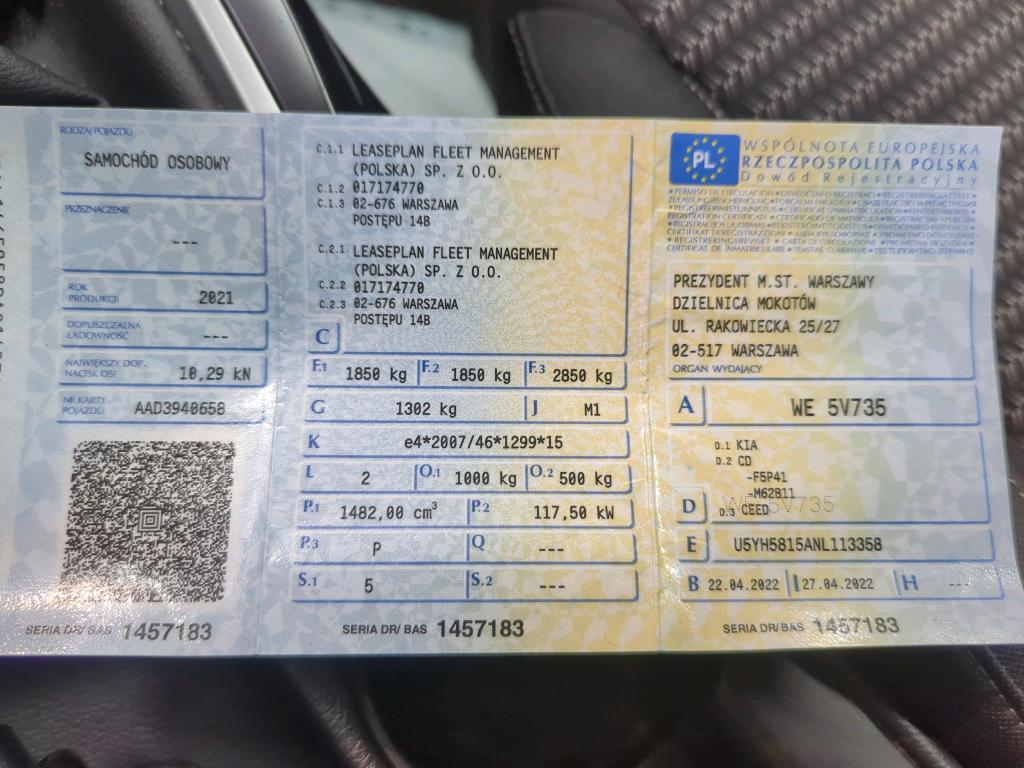 RODZAJ POJAZDU
SAMOCHÓD OSOBOWY
PRZEZNACZENIE
---
ROK
PRODUKCJI
2021
DOPUSZCZALNA
ŁADOWNOŚĆ
---
NAJWIĘKSZY DOP.
NACISK OSI
10,29 kN
NR KARTY
POJAZDU
AAD3940658
SERIA DR/ BAS 1457183
C.1.1 LEASEPLAN FLEET MANAGEMENT
(POLSKA) SP. Z O.O.
C.1.2 017174770
C.1.3 02-676 WARSZAWA
POSTĘPU 14B
C.2.1 LEASEPLAN FLEET MANAGEMENT
(POLSKA) SP. Z O.O.
C.2.2 017174770
C.2.3 02-676 WARSZAWA
POSTĘPU 14B
C
F.1 1850 kg F.2 1850 kg F.3 2850 kg
G 1302 kg J M1
K e4*2007/46*1299*15
L 2 O.1 1000 kg O.2 500 kg
P.1 1482,00 cm³ P.2 117,50 kW
P.3 P Q ---
S.1 5 S.2 ---
SERIA DR/ BAS 1457183
PL
WSPÓLNOTA EUROPEJSKA
RZECZPOSPOLITA POLSKA
Dowód Rejestracyjny
PREZYDENT M.ST. WARSZAWY
DZIELNICA MOKOTÓW
UL. RAKOWIECKA 25/27
02-517 WARSZAWA
ORGAN WYDAJĄCY
A WE 5V735
D.1 KIA
D.2 CD
-F5P41
-M62B11
D D.3 CEED
WE 5V735
E U5YH5815ANL113358
B 22.04.2022 I 27.04.2022 H ---
SERIA DR/ BAS 1457183